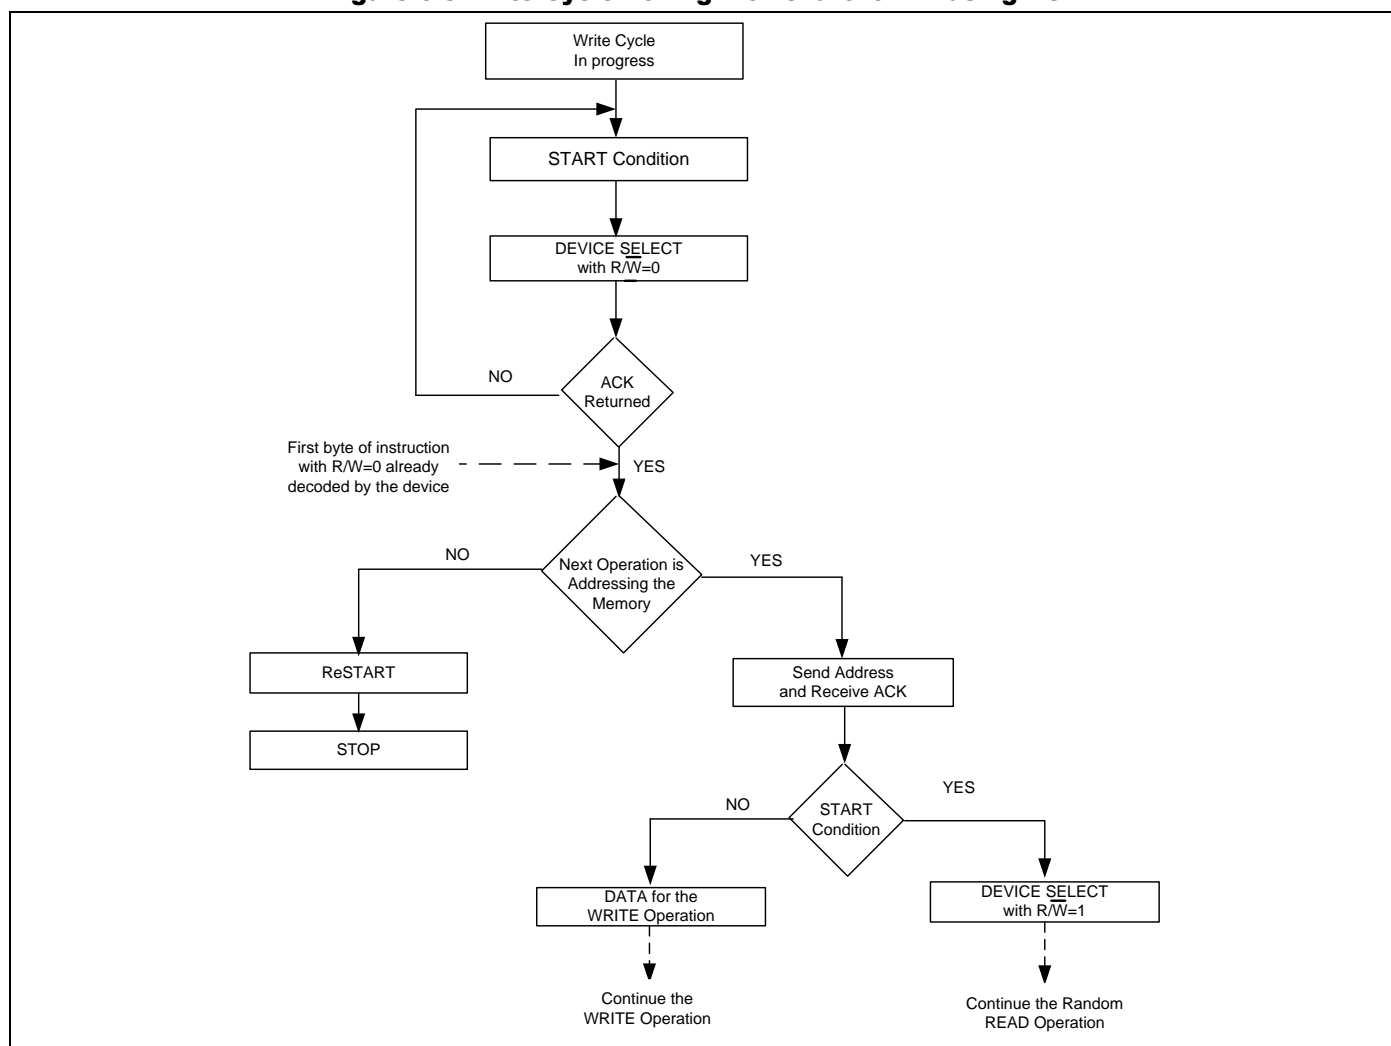 Write Cycle
In progress
START Condition
DEVICE SELECT
with R/W̅=0
NO
ACK
Returned
First byte of instruction
with R/W=0 already
decoded by the device
YES
NO
YES
Next Operation is
Addressing the
Memory
ReSTART
STOP
Send Address
and Receive ACK
YES
NO
START
Condition
DATA for the
WRITE Operation
DEVICE SELECT
with R/W̅=1
Continue the
WRITE Operation
Continue the Random
READ Operation